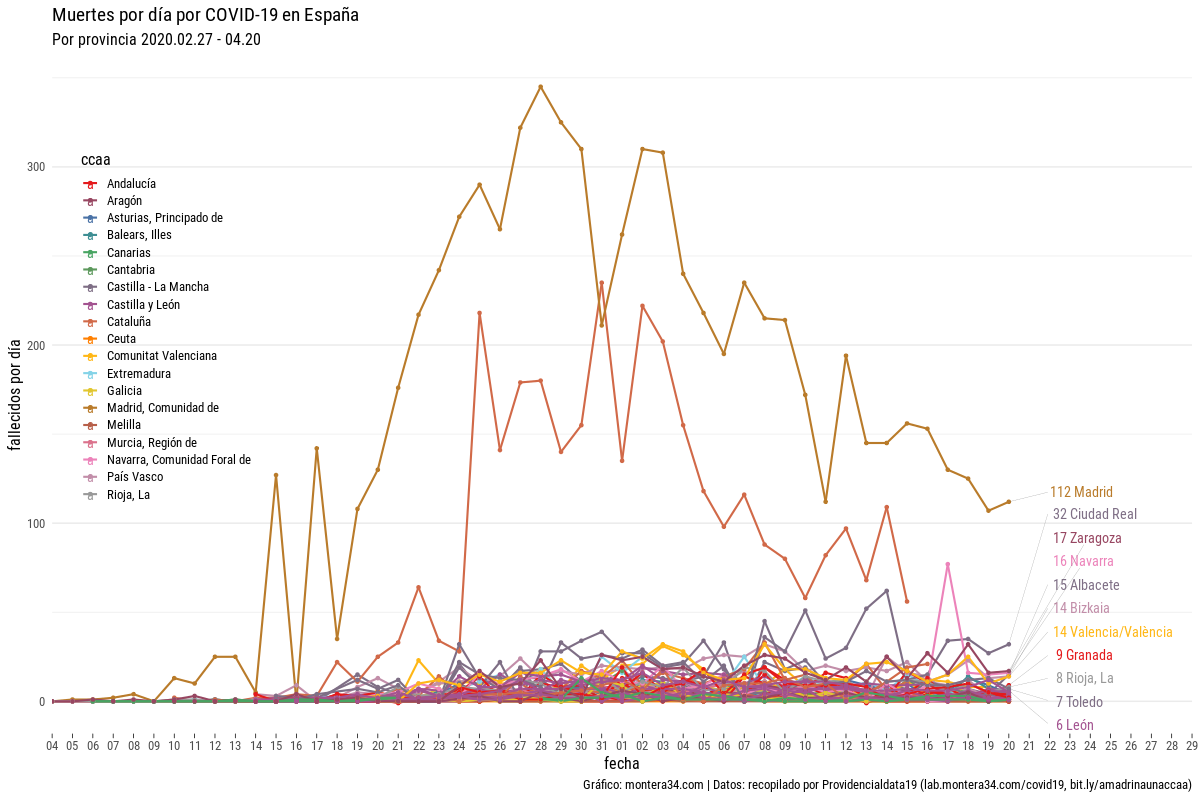 Muertes por día por COVID-19 en España
Por provincia 2020.02.27 - 04.20
fallecidos por día
300
200
100
0
ccaa
Andalucía
Aragón
Asturias, Principado de
Balears, Illes
Canarias
Cantabria
Castilla - La Mancha
Castilla y León
Cataluña
Ceuta
Comunitat Valenciana
Extremadura
Galicia
Madrid, Comunidad de
Melilla
Murcia, Región de
Navarra, Comunidad Foral de
País Vasco
Rioja, La
112 Madrid
32 Ciudad Real
17 Zaragoza
16 Navarra
15 Albacete
14 Bizkaia
14 Valencia/València
9 Granada
8 Rioja, La
7 Toledo
6 León
04 05 06 07 08 09 10 11 12 13 14 15 16 17 18 19 20 21 22 23 24 25 26 27 28 29 30 31 01 02 03 04 05 06 07 08 09 10 11 12 13 14 15 16 17 18 19 20 21 22 23 24 25 26 27 28 29
fecha
Gráfico: montera34.com | Datos: recopilado por Providencialdata19 (lab.montera34.com/covid19, bit.ly/amadrinaunaccaa)